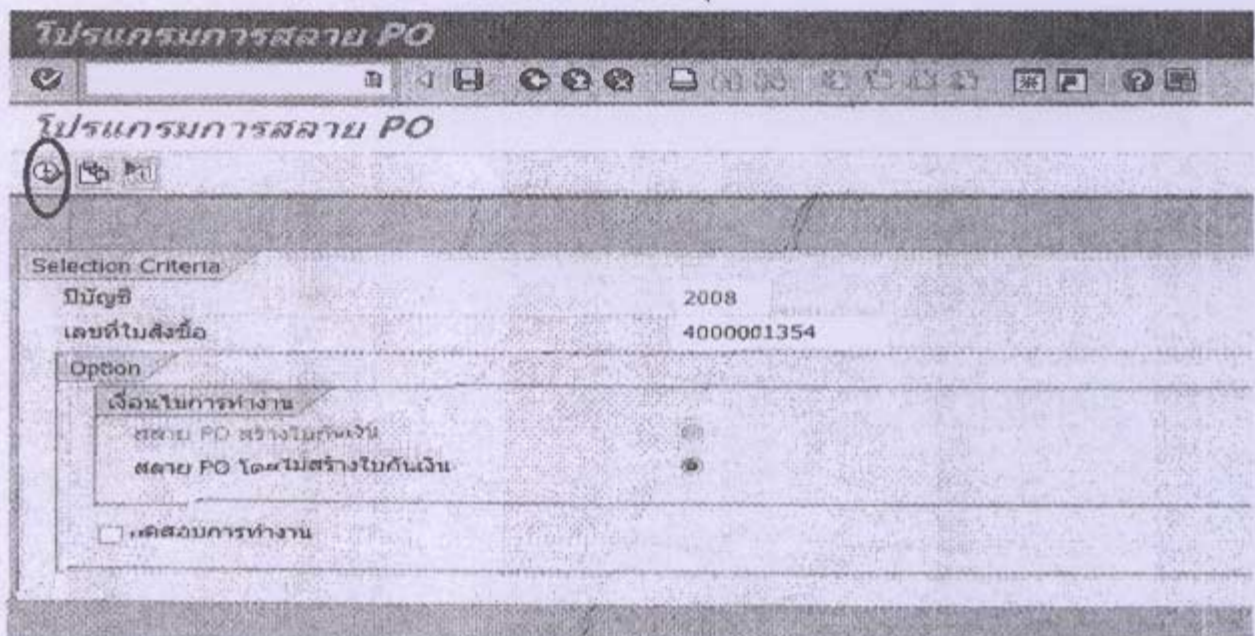 โปรแกรมการสลาย PO
โปรแกรมการสลาย PO
Selection Criteria
ปีบัญชี 2008
เลขที่ใบสั่งซื้อ 4000001354
Option
เงื่อนไขการทำงาน
สลาย PO สร้างใบกันเงิน
สลาย PO โดยไม่สร้างใบกันเงิน
ทดสอบการทำงาน